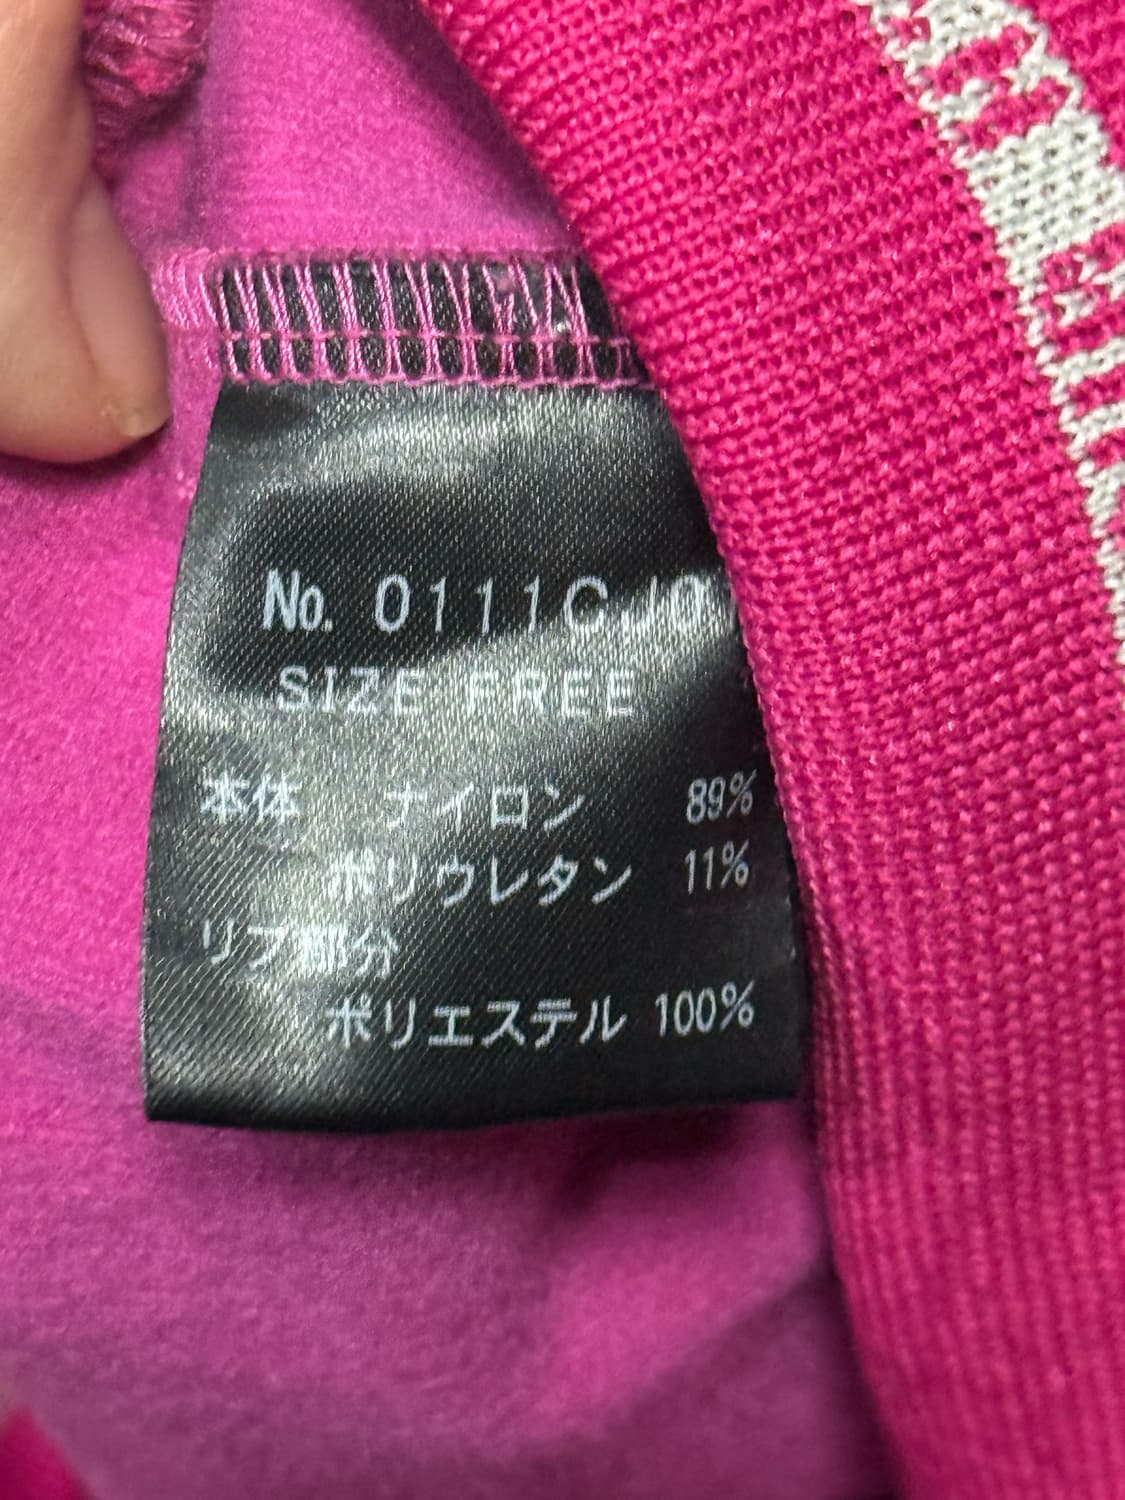 No. 0111CJ0
SIZE FREE
本体 ナイロン 89%
ポリウレタン 11%
リブ部分
ポリエステル 100%